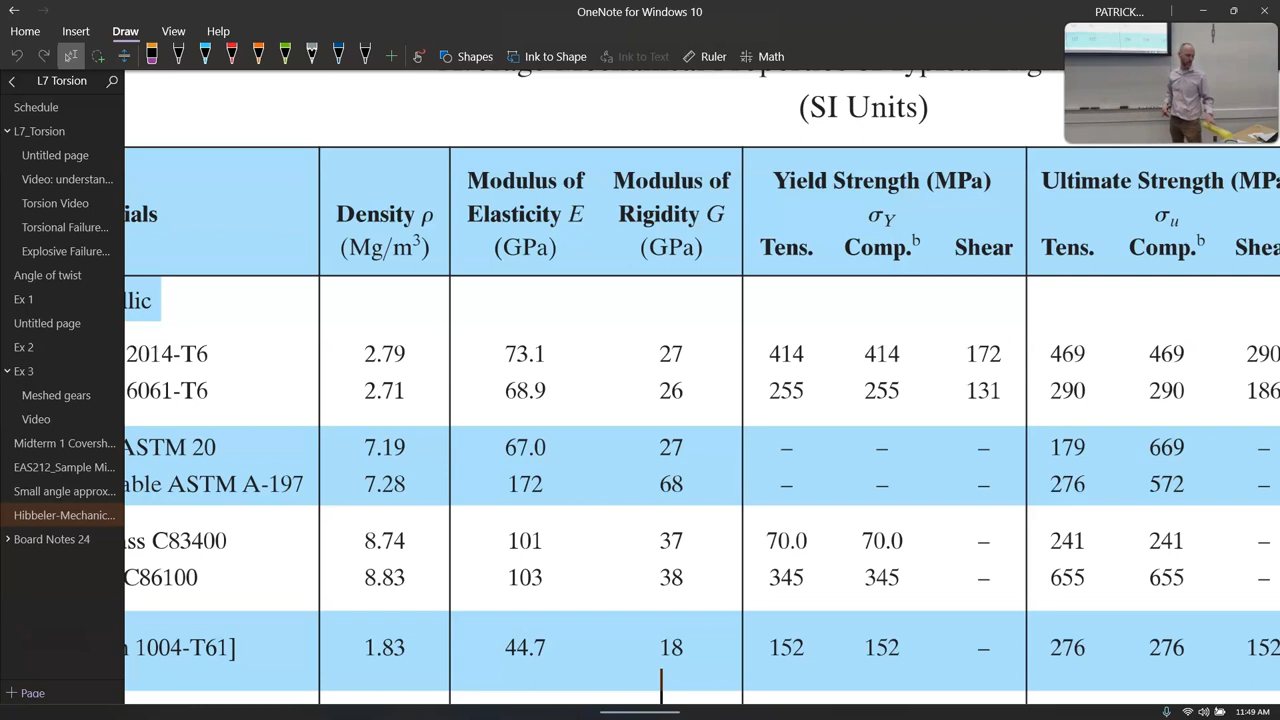 OneNote for Windows 10
PATRICK...
Home Insert Draw View Help
Shapes Ink to Shape Ink to Text Ruler Math
L7 Torsion
Schedule
L7_Torsion
Untitled page
Video: understan...
Torsion Video
Torsional Failure...
Explosive Failure...
Angle of twist
Ex 1
Untitled page
Ex 2
Ex 3
Meshed gears
Video
Midterm 1 Coversh...
EAS212_Sample Mi...
Small angle approx...
Hibbeler-Mechanic...
Board Notes 24
Page
(SI Units)
ials Density ρ (Mg/m³) Modulus of Elasticity E (GPa) Modulus of Rigidity G (GPa) Yield Strength (MPa) σY Tens. Comp.b Shear Ultimate Strength (MPa σu Tens. Comp.b Shea
llic
2014-T6 2.79 73.1 27 414 414 172 469 469 290
6061-T6 2.71 68.9 26 255 255 131 290 290 186
ASTM 20 7.19 67.0 27 – – – 179 669 –
able ASTM A-197 7.28 172 68 – – – 276 572 –
ass C83400 8.74 101 37 70.0 70.0 – 241 241 –
C86100 8.83 103 38 345 345 – 655 655 –
1004-T61] 1.83 44.7 18 152 152 – 276 276 152
11:49 AM